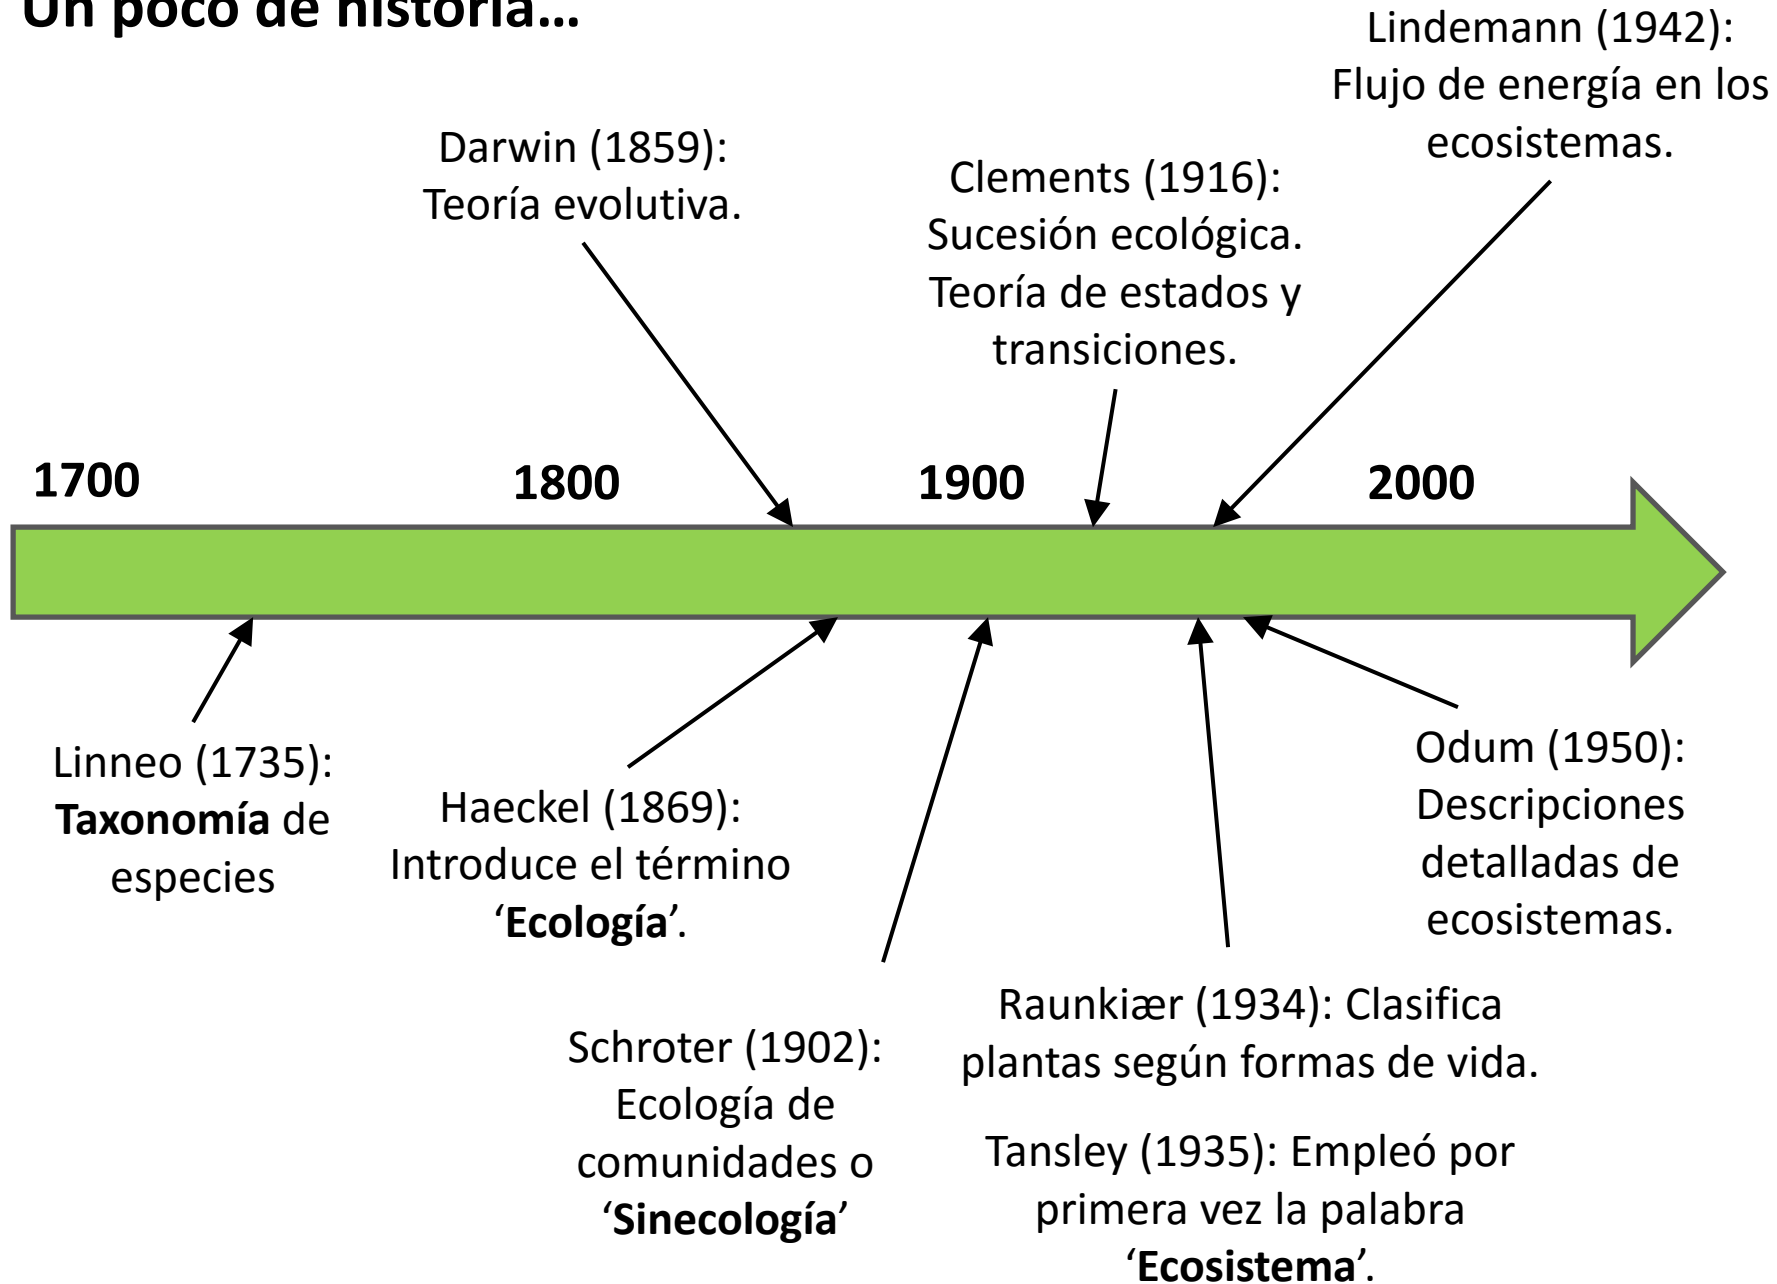 Un poco de historia…
Lindemann (1942):
Flujo de energía en los
ecosistemas.
Darwin (1859):
Teoría evolutiva.
Clements (1916):
Sucesión ecológica.
Teoría de estados y
transiciones.
1700
1800
1900
2000
Linneo (1735):
Taxonomía de
especies
Haeckel (1869):
Introduce el término
‘Ecología’.
Schroter (1902):
Ecología de
comunidades o
‘Sinecología’
Raunkiær (1934): Clasifica
plantas según formas de vida.
Tansley (1935): Empleó por
primera vez la palabra
‘Ecosistema’.
Odum (1950):
Descripciones
detalladas de
ecosistemas.